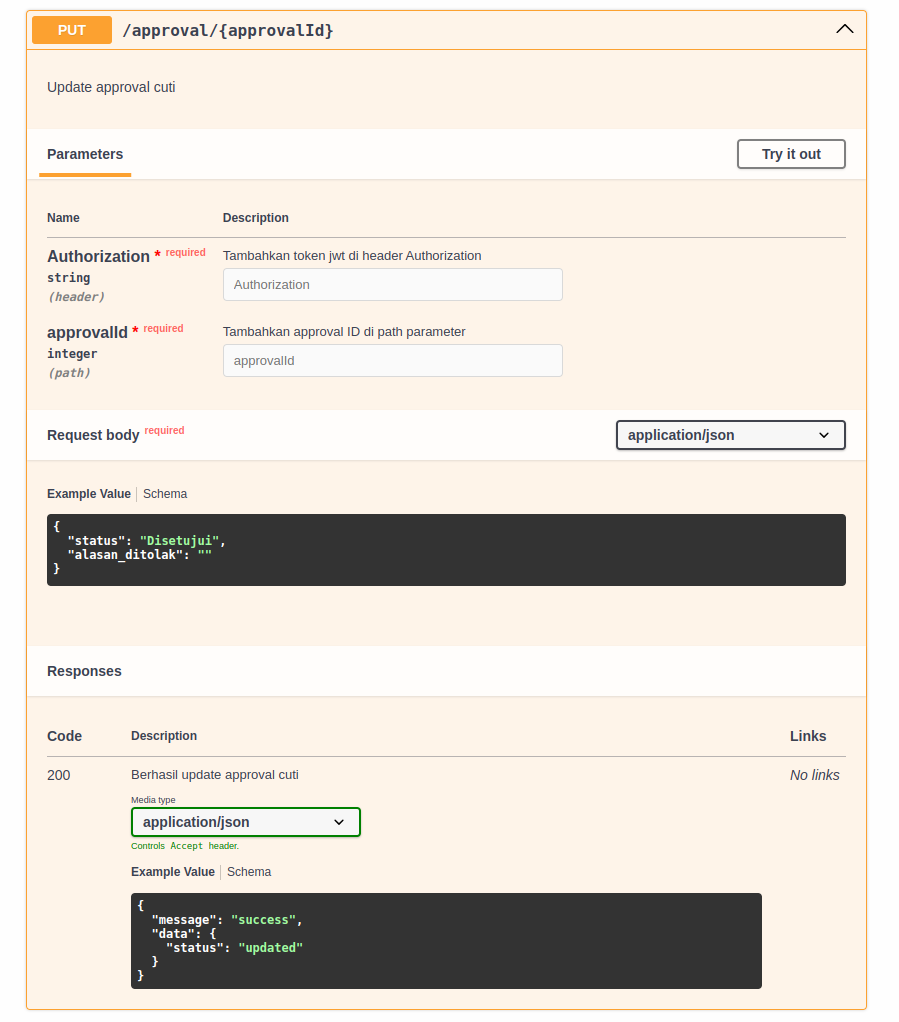 PUT /approval/{approvalId}
Update approval cuti
Parameters
Try it out
Name Description
Authorization * required
string
(header)
Tambahkan token jwt di header Authorization
Authorization
approvalId * required
integer
(path)
Tambahkan approval ID di path parameter
approvalId
Request body required
application/json
Example Value Schema
{
  "status": "Disetujui",
  "alasan_ditolak": ""
}
Responses
Code Description Links
200 Berhasil update approval cuti No links
Media type
application/json
Controls Accept header.
Example Value Schema
{
  "message": "success",
  "data": {
    "status": "updated"
  }
}